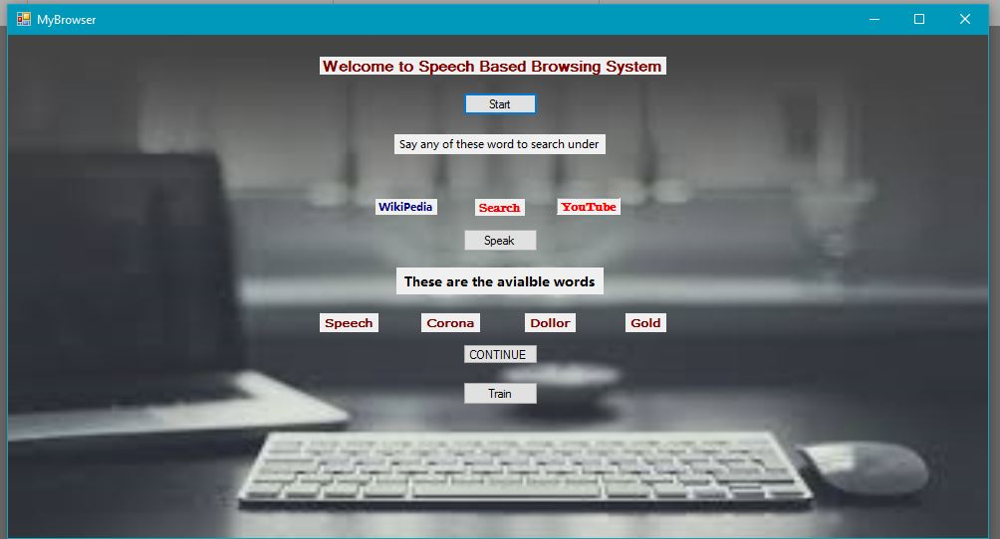 MyBrowser
Welcome to Speech Based Browsing System
Start
Say any of these word to search under
WikiPedia Search YouTube
Speak
These are the avialble words
Speech Corona Dollor Gold
CONTINUE
Train